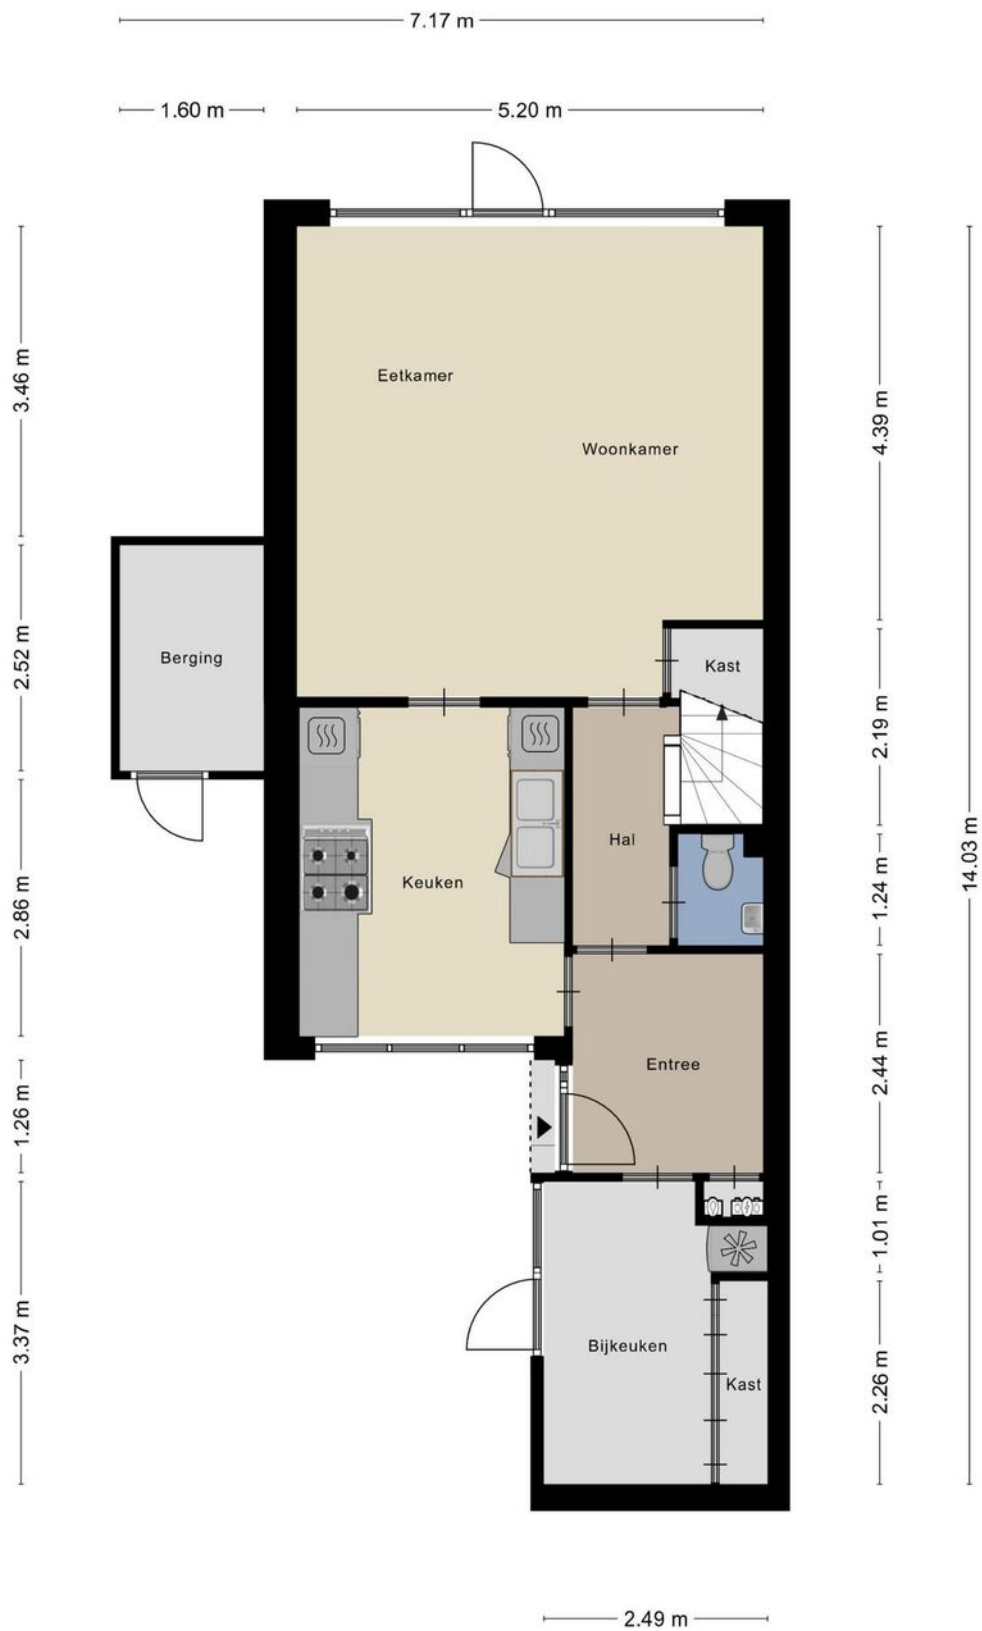 7.17 m
1.60 m
5.20 m
3.46 m
4.39 m
Eetkamer
Woonkamer
2.52 m
Berging
Kast
2.19 m
14.03 m
Hal
Keuken
2.86 m
1.24 m
Entree
2.44 m
1.26 m
1.01 m
3.37 m
Bijkeuken
Kast
2.26 m
2.49 m